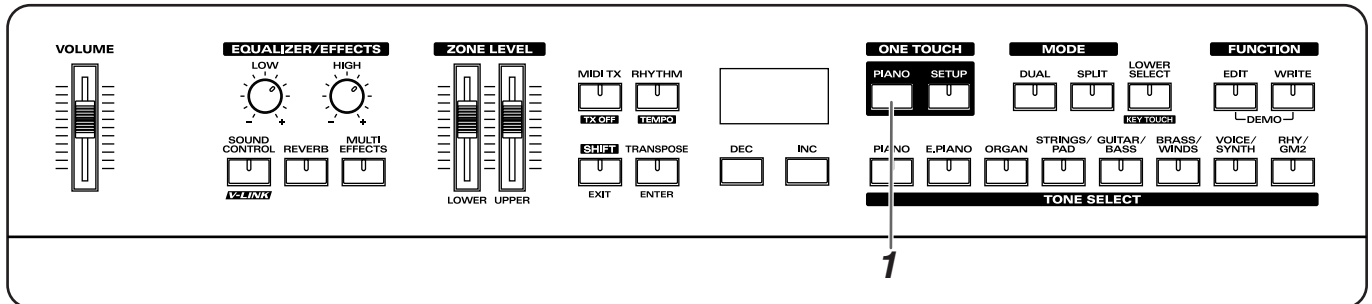 VOLUME
EQUALIZER/EFFECTS
LOW
HIGH
- +
- +
SOUND
CONTROL
REVERB
MULTI
EFFECTS
V-LINK
ZONE LEVEL
LOWER
UPPER
MIDI TX
RHYTHM
TX OFF
TEMPO
SHIFT
TRANSPOSE
EXIT
ENTER
DEC
INC
ONE TOUCH
PIANO
SETUP
MODE
DUAL
SPLIT
LOWER
SELECT
KEY TOUCH
FUNCTION
EDIT
WRITE
DEMO
PIANO
E.PIANO
ORGAN
STRINGS/
PAD
GUITAR/
BASS
BRASS/
WINDS
VOICE/
SYNTH
RHY/
GM2
TONE SELECT
1